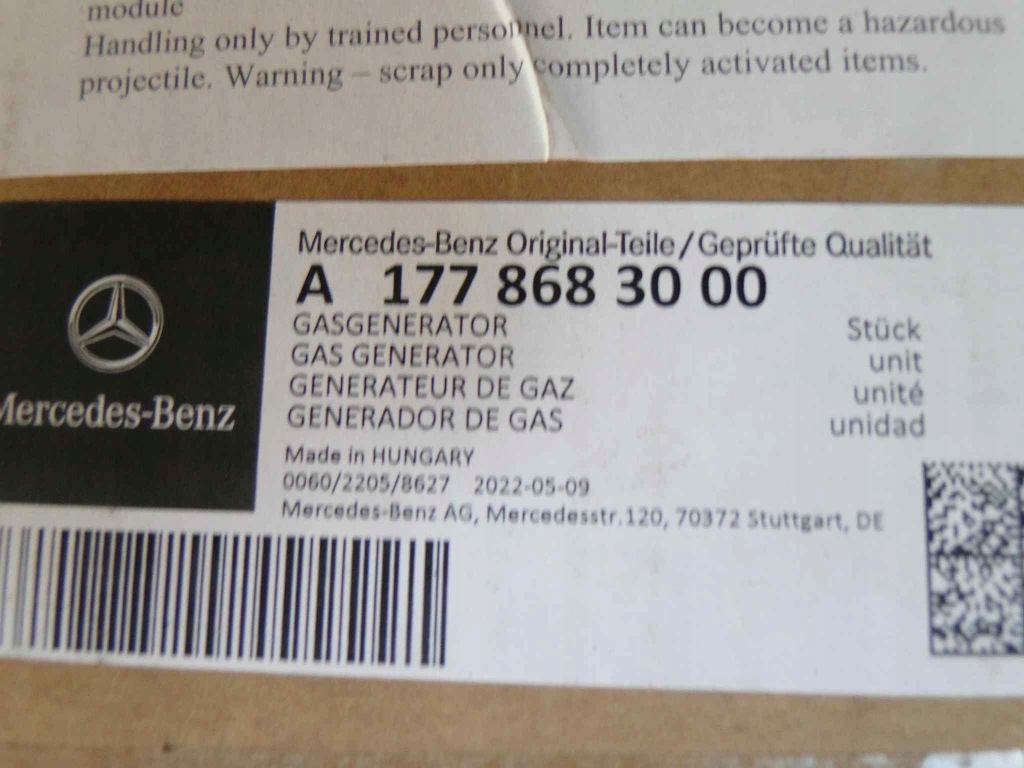 module
Handling only by trained personnel. Item can become a hazardous
projectile. Warning – scrap only completely activated items.
Mercedes-Benz Original-Teile/Geprüfte Qualität
A 177 868 30 00
GASGENERATOR Stück
GAS GENERATOR unit
GENERATEUR DE GAZ unité
GENERADOR DE GAS unidad
Mercedes-Benz
Made in HUNGARY
0060/2205/8627 2022-05-09
Mercedes-Benz AG, Mercedesstr.120, 70372 Stuttgart, DE